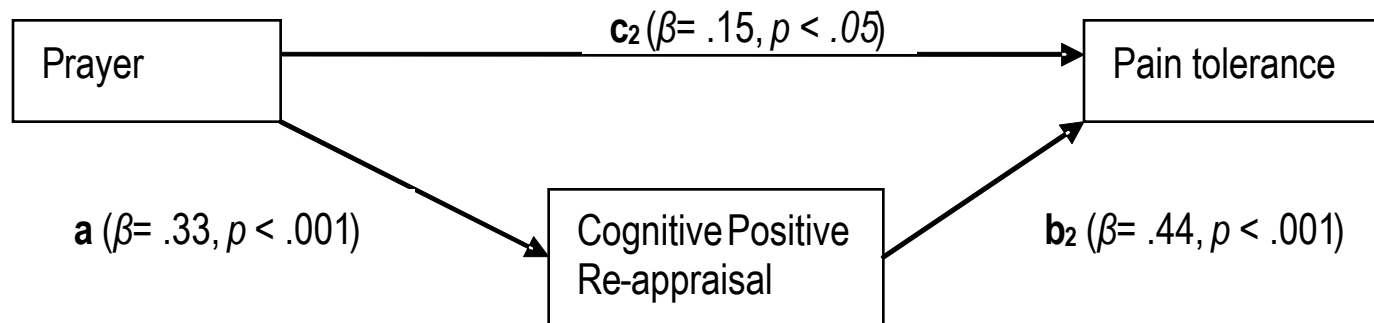 c₂ (β= .15, p < .05)
Prayer
Pain tolerance
a (β= .33, p < .001)
Cognitive Positive
Re-appraisal
b₂ (β= .44, p < .001)